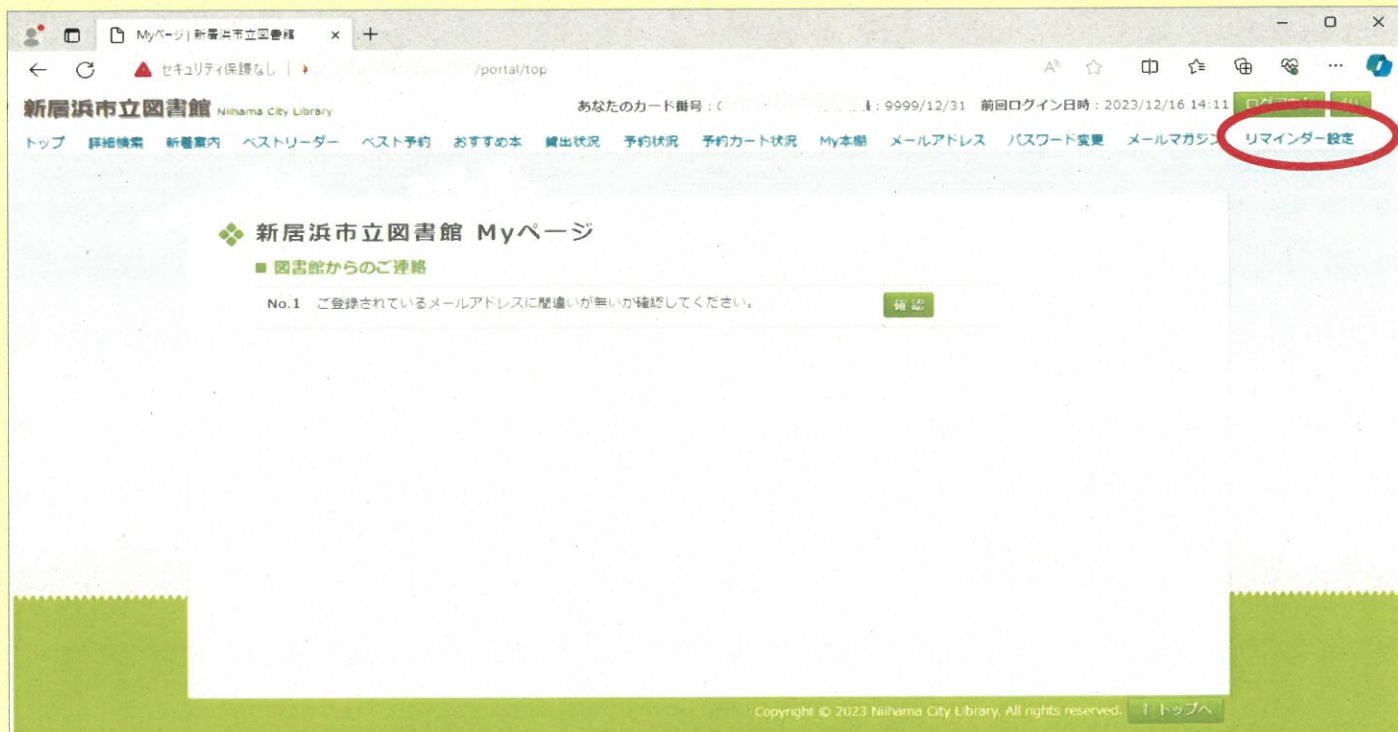 Myページ | 新居浜市立図書館
セキュリティ保護なし | /portal/top
新居浜市立図書館 Niihama City Library あなたのカード番号: : 9999/12/31 前回ログイン日時 : 2023/12/16 14:11
トップ 詳細検索 新着案内 ベストリーダー ベスト予約 おすすめ本 貸出状況 予約状況 予約カート状況 My本棚 メールアドレス パスワード変更 メールマガジン リマインダー設定
新居浜市立図書館 Myページ
図書館からのご連絡
No.1 ご登録されているメールアドレスに間違いが無いか確認してください。 確認
Copyright © 2023 Niihama City Library. All rights reserved. トップへ